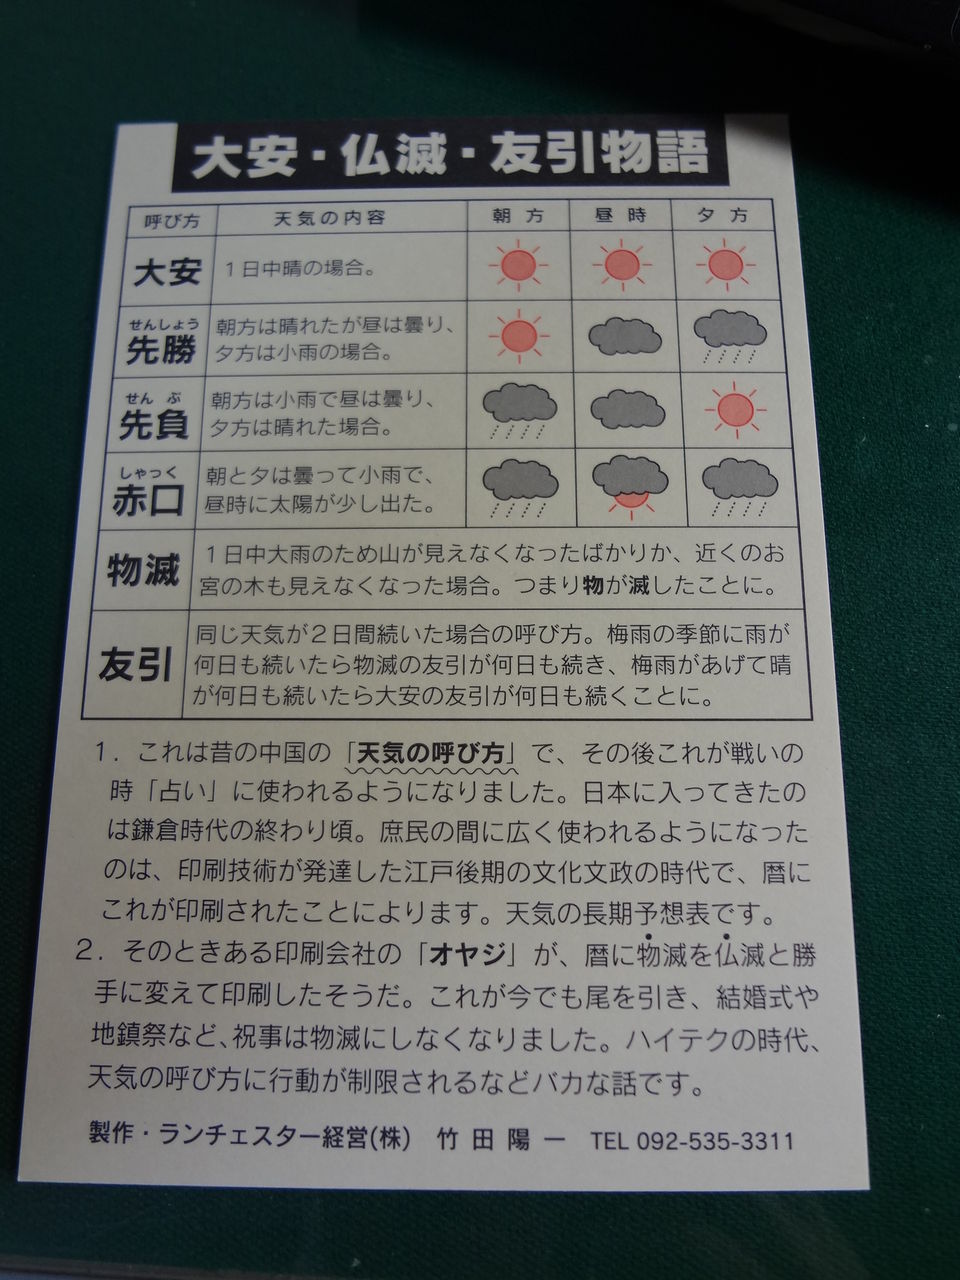 大安・仏滅・友引物語
呼び方 天気の内容 朝方 昼時 夕方
大安 1日中晴の場合。
せんしょう
先勝 朝方は晴れたが昼は曇り、
夕方は小雨の場合。
せんぶ
先負 朝方は小雨で昼は曇り、
夕方は晴れた場合。
しゃっく
赤口 朝と夕は曇って小雨で、
昼時に太陽が少し出た。
物滅 1日中大雨のため山が見えなくなったばかりか、近くのお
宮の木も見えなくなった場合。つまり物が滅したことに。
友引 同じ天気が2日間続いた場合の呼び方。梅雨の季節に雨が
何日も続いたら物滅の友引が何日も続き、梅雨があげて晴
が何日も続いたら大安の友引が何日も続くことに。
1. これは昔の中国の「天気の呼び方」で、その後これが戦いの
時「占い」に使われるようになりました。日本に入ってきたの
は鎌倉時代の終わり頃。庶民の間に広く使われるようになった
のは、印刷技術が発達した江戸後期の文化文政の時代で、暦に
これが印刷されたことによります。天気の長期予想表です。
2. そのときある印刷会社の「オヤジ」が、暦に物滅を仏滅と勝
手に変えて印刷したそうだ。これが今でも尾を引き、結婚式や
地鎮祭など、祝事は物滅にしなくなりました。ハイテクの時代、
天気の呼び方に行動が制限されるなどバカな話です。
製作・ランチェスター経営(株) 竹田陽一 TEL 092-535-3311